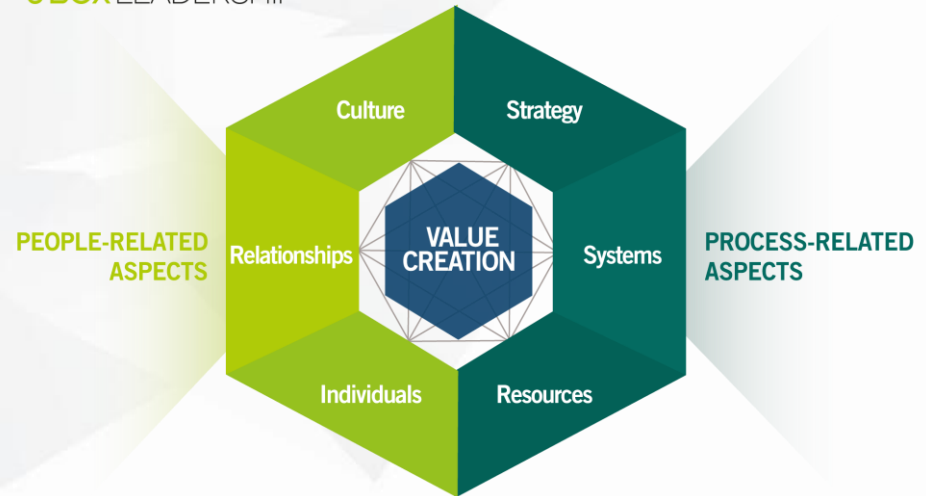 Culture
Strategy
PEOPLE-RELATED
ASPECTS
Relationships
VALUE
CREATION
Systems
PROCESS-RELATED
ASPECTS
Individuals
Resources